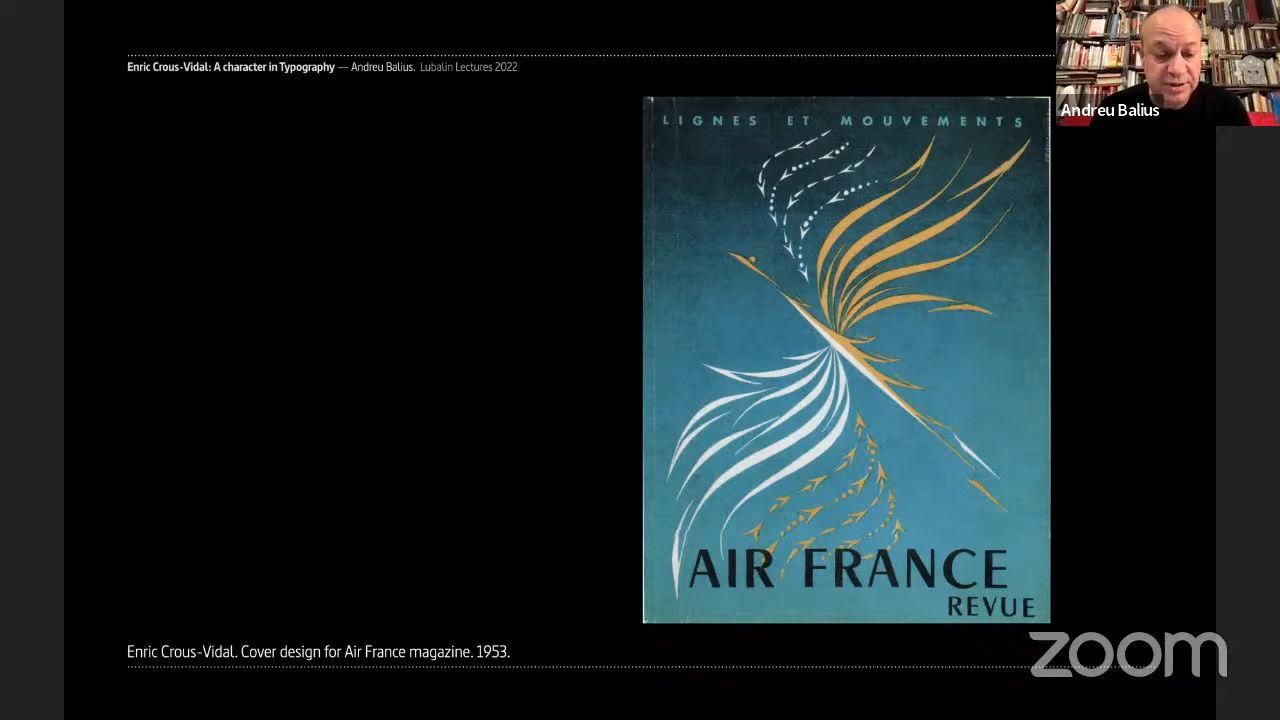 Enric Crous-Vidal: A character in Typography — Andreu Balius. Lubalin Lectures 2022
Andreu Balius
LIGNES ET MOUVEMENTS
AIR FRANCE
REVUE
Enric Crous-Vidal. Cover design for Air France magazine. 1953.
zoom